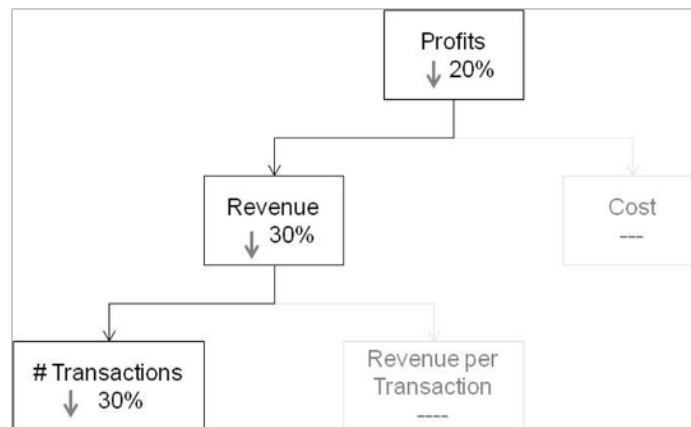 Profits
↓ 20%
Revenue
↓ 30%
Cost
---
# Transactions
↓ 30%
Revenue per
Transaction
----